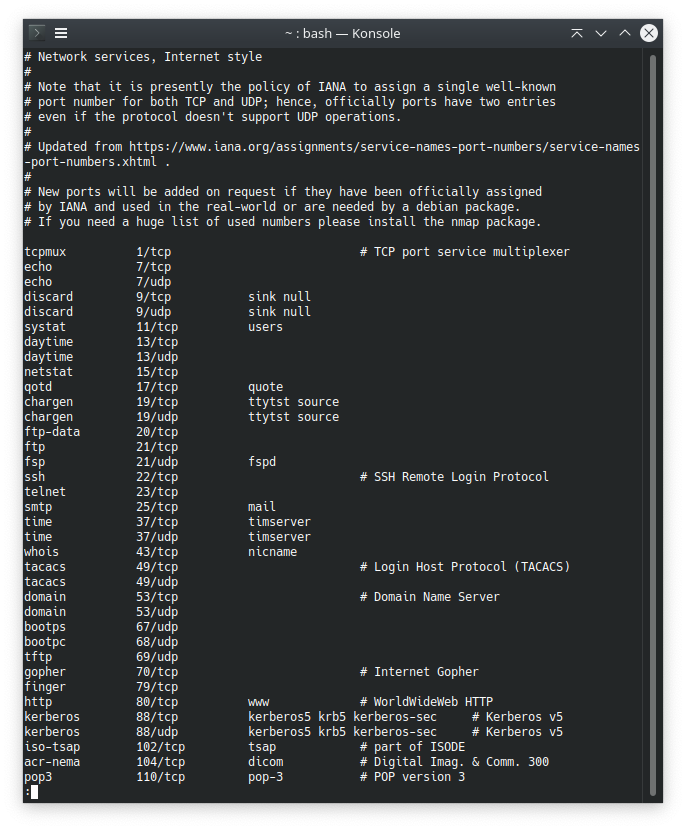 ~ : bash — Konsole
# Network services, Internet style
#
# Note that it is presently the policy of IANA to assign a single well-known
# port number for both TCP and UDP; hence, officially ports have two entries
# even if the protocol doesn't support UDP operations.
#
# Updated from https://www.iana.org/assignments/service-names-port-numbers/service-names
-port-numbers.xhtml .
#
# New ports will be added on request if they have been officially assigned
# by IANA and used in the real-world or are needed by a debian package.
# If you need a huge list of used numbers please install the nmap package.

tcpmux          1/tcp                           # TCP port service multiplexer
echo            7/tcp
echo            7/udp
discard         9/tcp           sink null
discard         9/udp           sink null
systat          11/tcp          users
daytime         13/tcp
daytime         13/udp
netstat         15/tcp
qotd            17/tcp          quote
chargen         19/tcp          ttytst source
chargen         19/udp          ttytst source
ftp-data        20/tcp
ftp             21/tcp
fsp             21/udp          fspd
ssh             22/tcp                          # SSH Remote Login Protocol
telnet          23/tcp
smtp            25/tcp          mail
time            37/tcp          timserver
time            37/udp          timserver
whois           43/tcp          nicname
tacacs          49/tcp                          # Login Host Protocol (TACACS)
tacacs          49/udp
domain          53/tcp                          # Domain Name Server
domain          53/udp
bootps          67/udp
bootpc          68/udp
tftp            69/udp
gopher          70/tcp                          # Internet Gopher
finger          79/tcp
http            80/tcp          www             # WorldWideWeb HTTP
kerberos        88/tcp          kerberos5 krb5 kerberos-sec     # Kerberos v5
kerberos        88/udp          kerberos5 krb5 kerberos-sec     # Kerberos v5
iso-tsap        102/tcp         tsap            # part of ISODE
acr-nema        104/tcp         dicom           # Digital Imag. & Comm. 300
pop3            110/tcp         pop-3           # POP version 3
: